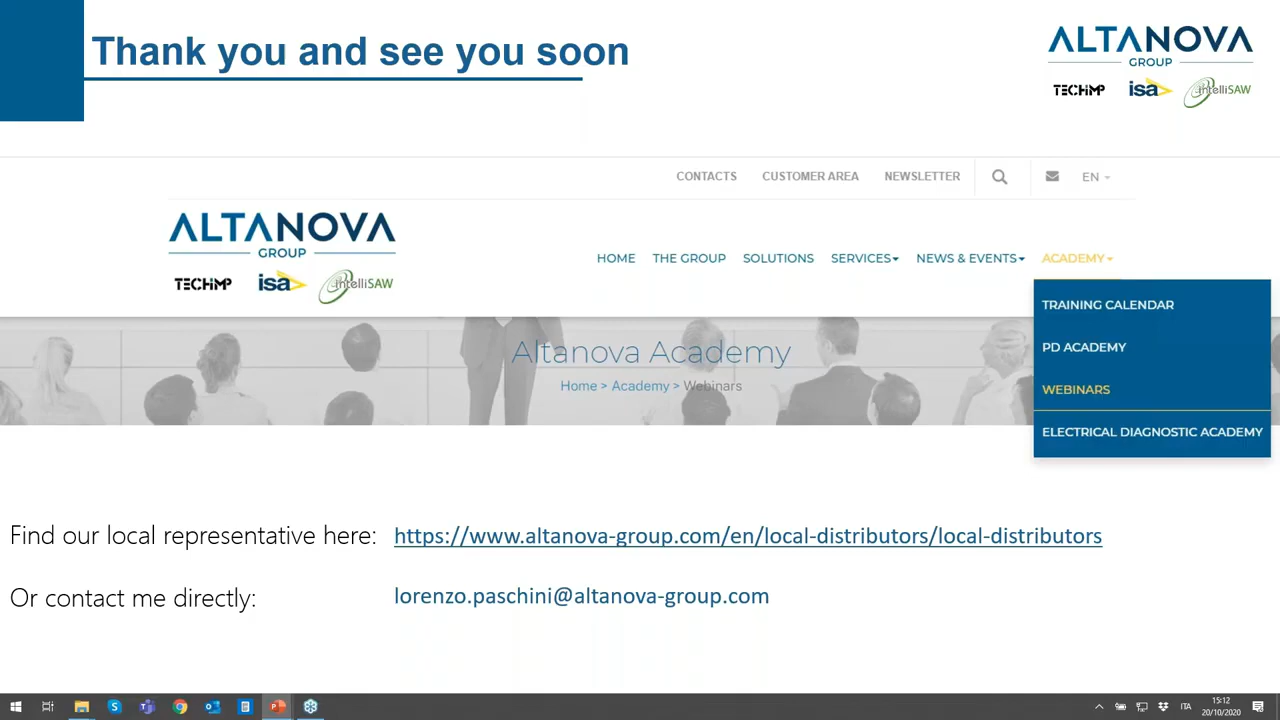 Thank you and see you soon
ALTANOVA
GROUP
TECHIMP isa intelliSAW
CONTACTS CUSTOMER AREA NEWSLETTER EN
ALTANOVA
GROUP
TECHIMP isa intelliSAW
HOME THE GROUP SOLUTIONS SERVICES NEWS & EVENTS ACADEMY
TRAINING CALENDAR
PD ACADEMY
WEBINARS
ELECTRICAL DIAGNOSTIC ACADEMY
Altanova Academy
Home > Academy > Webinars
Find our local representative here: https://www.altanova-group.com/en/local-distributors/local-distributors
Or contact me directly: lorenzo.paschini@altanova-group.com
ITA
15:12
20/10/2020